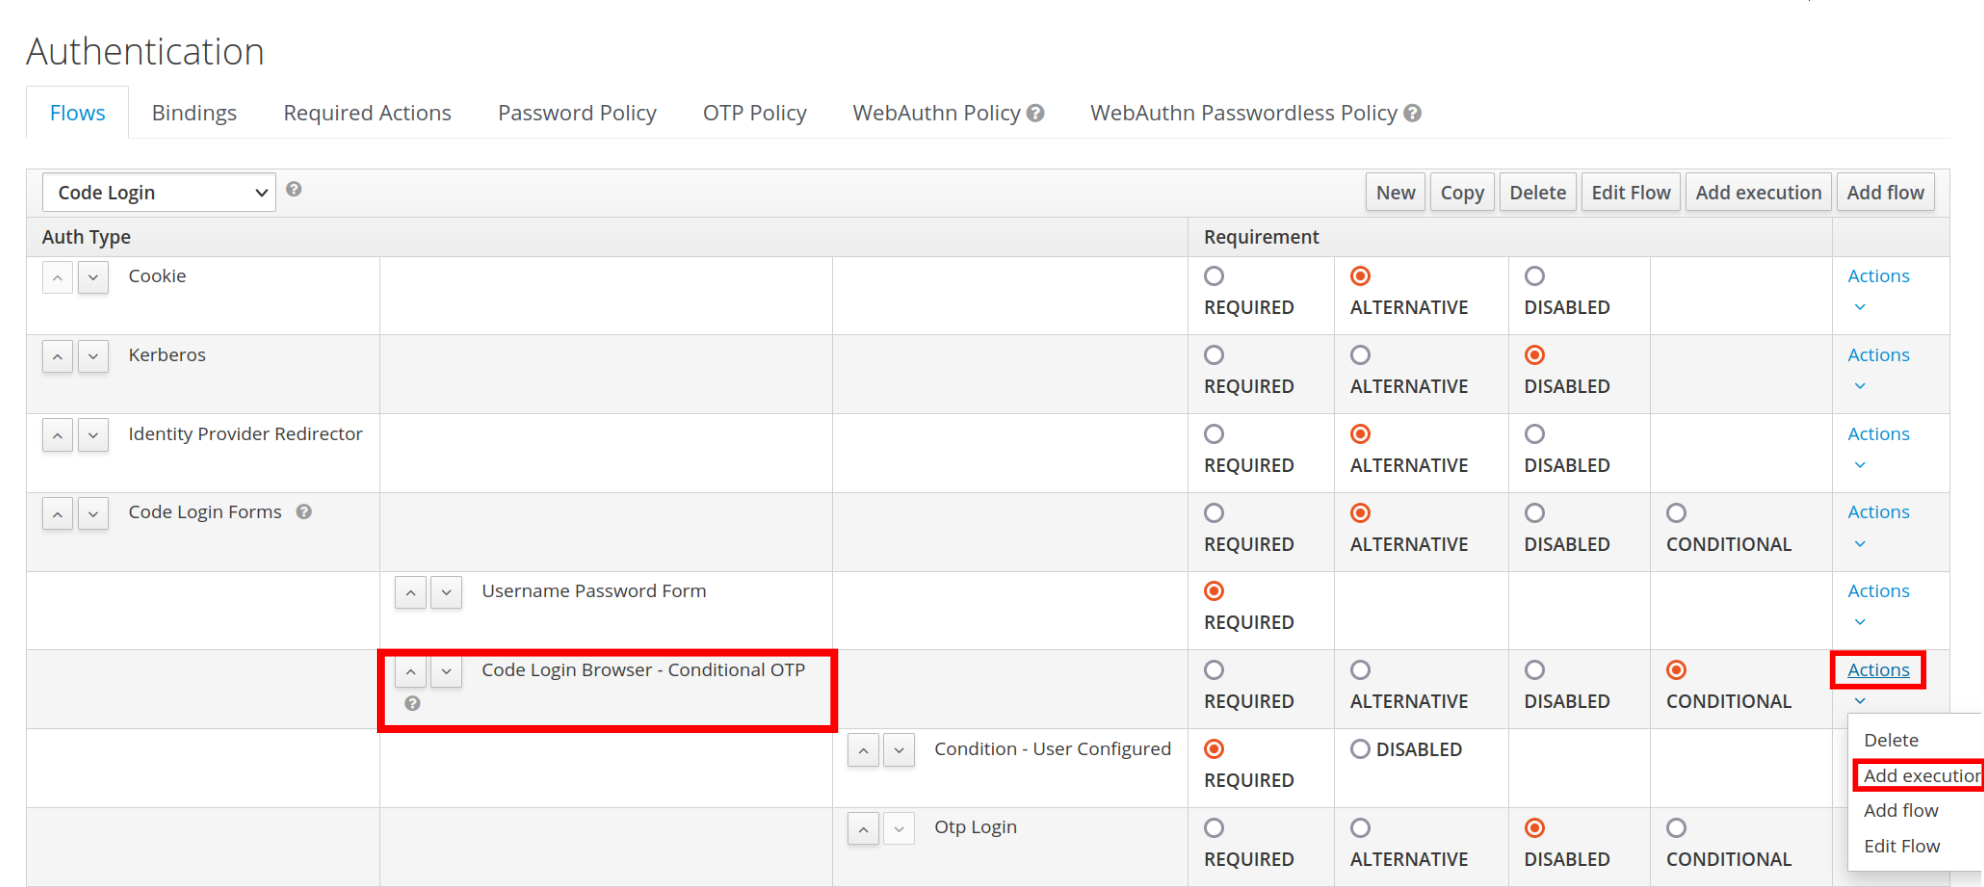 Authentication
Flows Bindings Required Actions Password Policy OTP Policy WebAuthn Policy WebAuthn Passwordless Policy
Code Login New Copy Delete Edit Flow Add execution Add flow
Auth Type Requirement
Cookie Actions
REQUIRED ALTERNATIVE DISABLED
Kerberos Actions
REQUIRED ALTERNATIVE DISABLED
Identity Provider Redirector Actions
REQUIRED ALTERNATIVE DISABLED
Code Login Forms Actions
REQUIRED ALTERNATIVE DISABLED CONDITIONAL
Username Password Form Actions
REQUIRED
Code Login Browser - Conditional OTP Actions
REQUIRED ALTERNATIVE DISABLED CONDITIONAL
Delete
Condition - User Configured DISABLED
REQUIRED Add execution
Add flow
Otp Login Edit Flow
REQUIRED ALTERNATIVE DISABLED CONDITIONAL